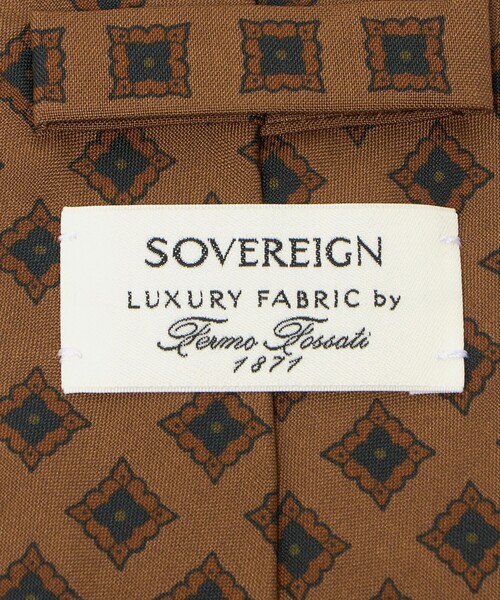 SOVEREIGN
LUXURY FABRIC by
Fermo Fossati
1871